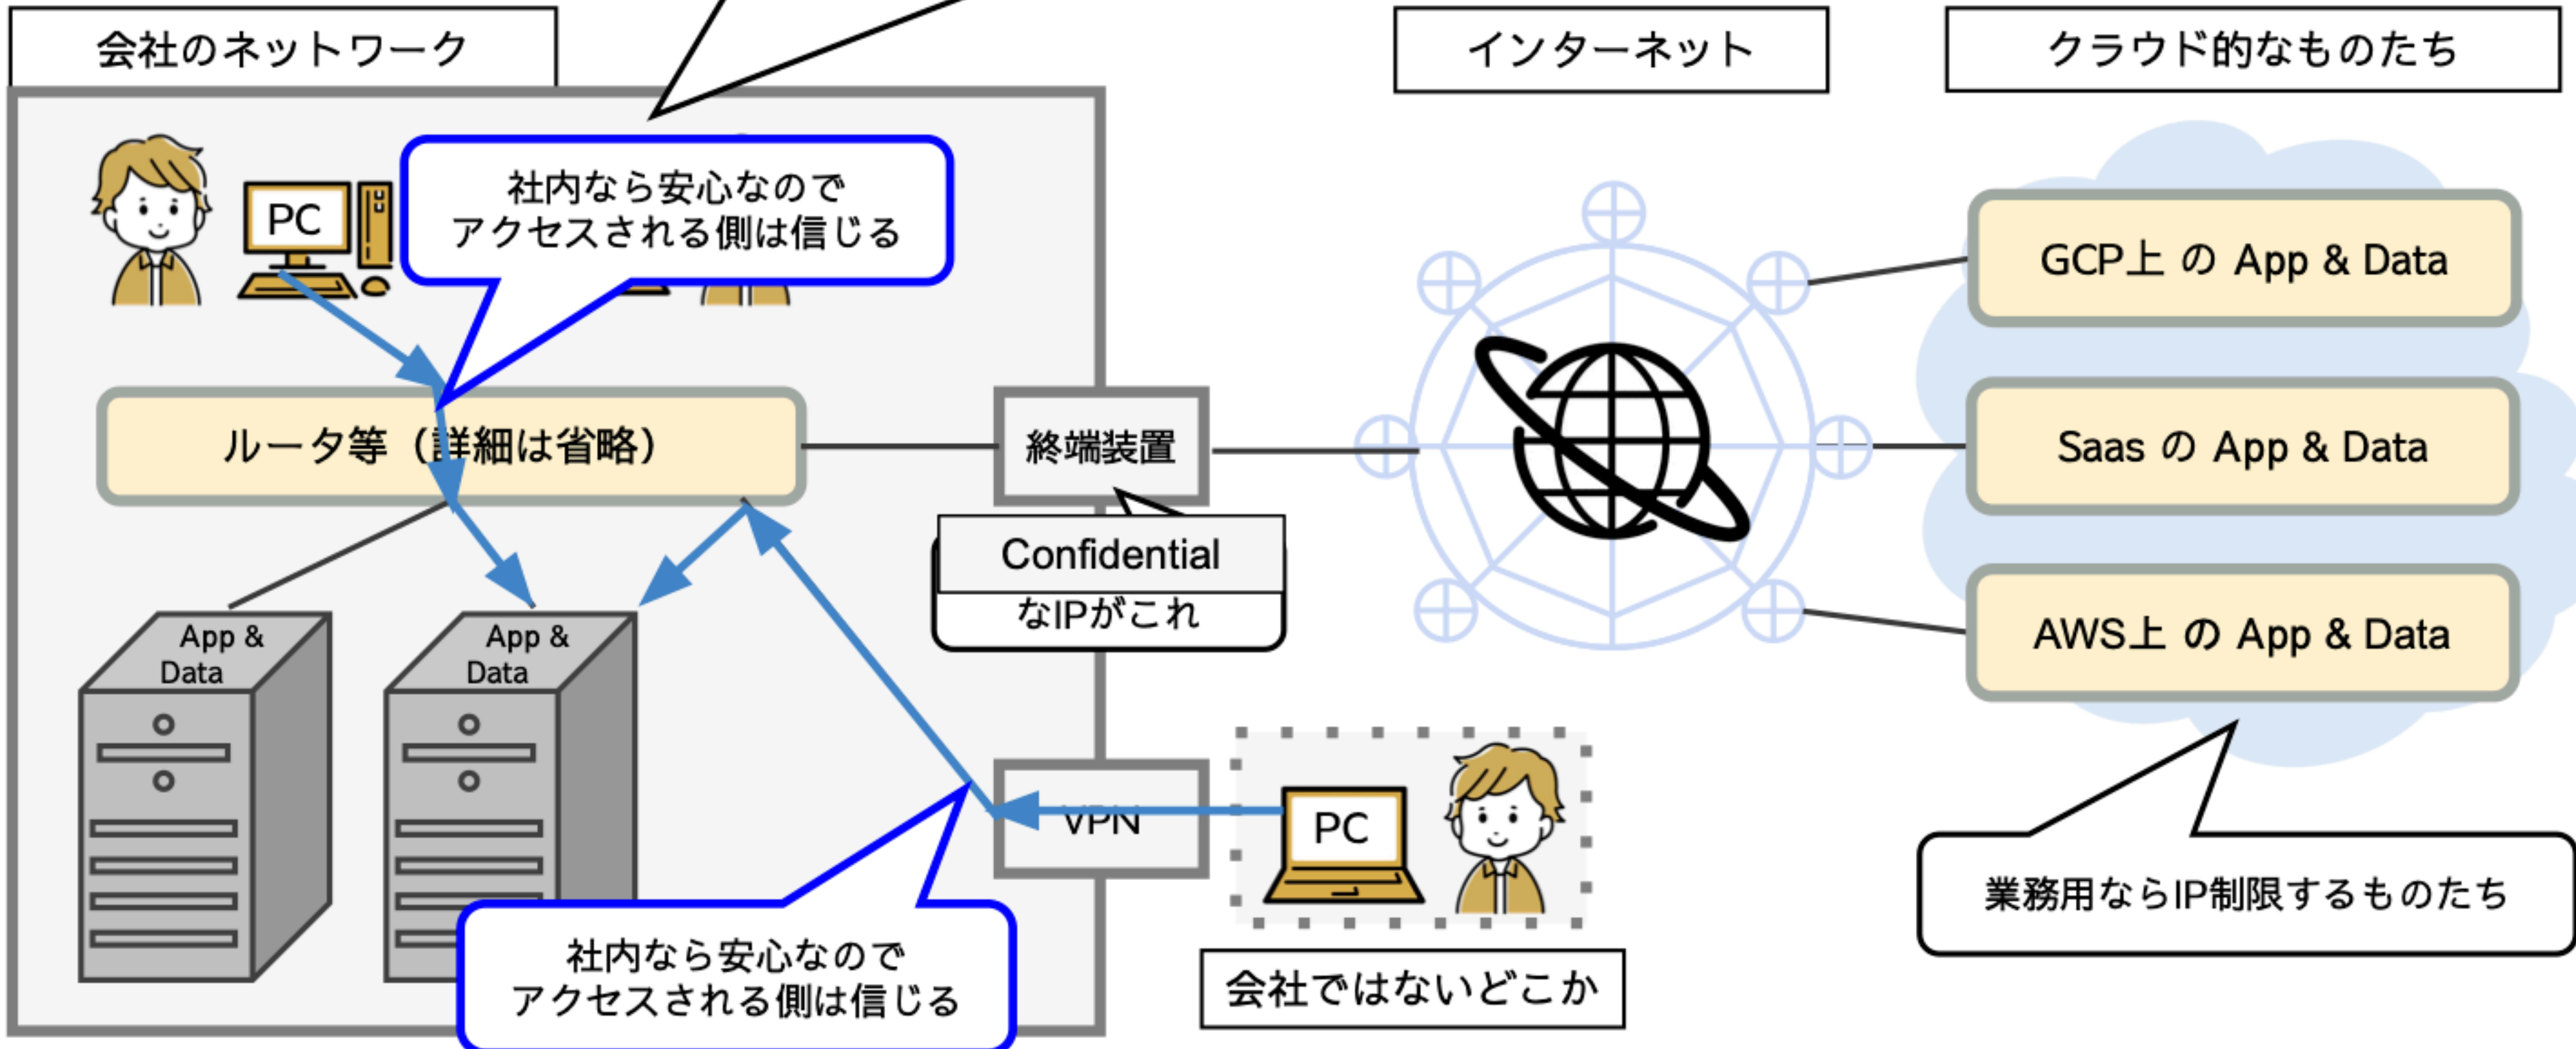 会社のネットワーク
インターネット
クラウド的なものたち
PC
社内なら安心なので
アクセスされる側は信じる
GCP上 の App & Data
ルータ等（詳細は省略）
終端装置
Saas の App & Data
Confidential
なIPがこれ
AWS上 の App & Data
App &
Data
App &
Data
VPN
PC
業務用ならIP制限するものたち
社内なら安心なので
アクセスされる側は信じる
会社ではないどこか